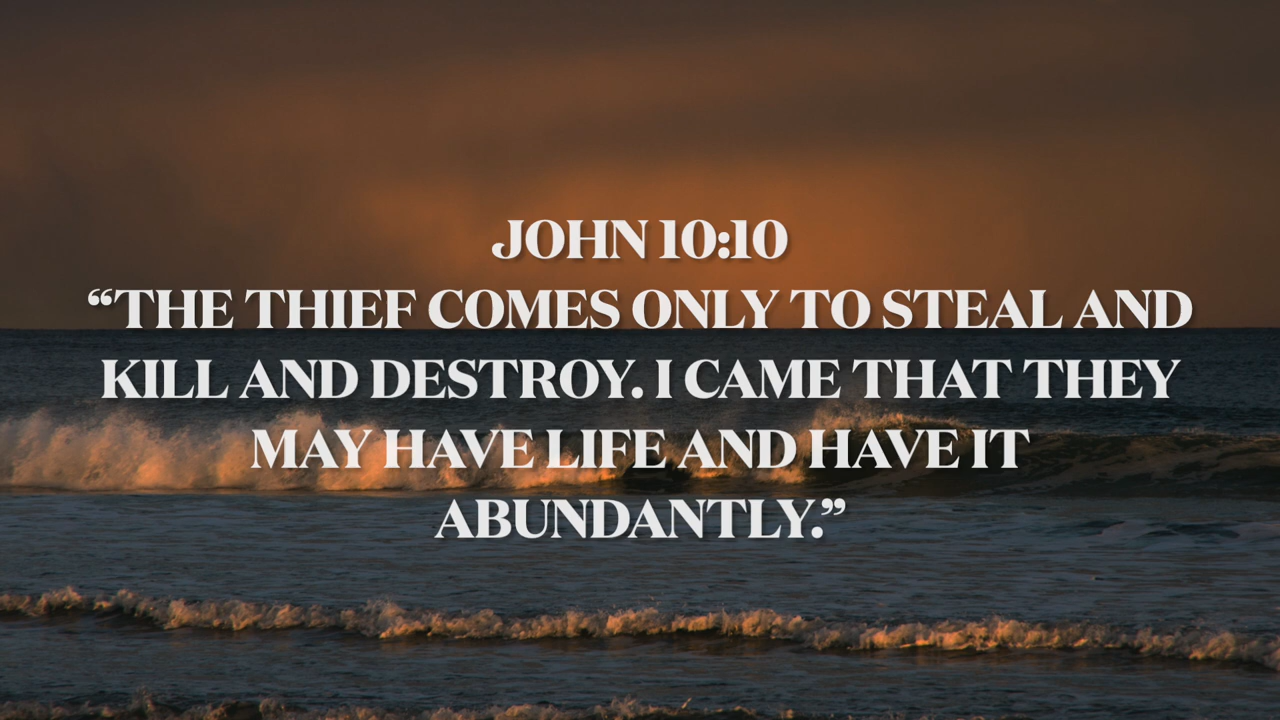 JOHN 10:10
“THE THIEF COMES ONLY TO STEAL AND
KILL AND DESTROY. I CAME THAT THEY
MAY HAVE LIFE AND HAVE IT
ABUNDANTLY.”